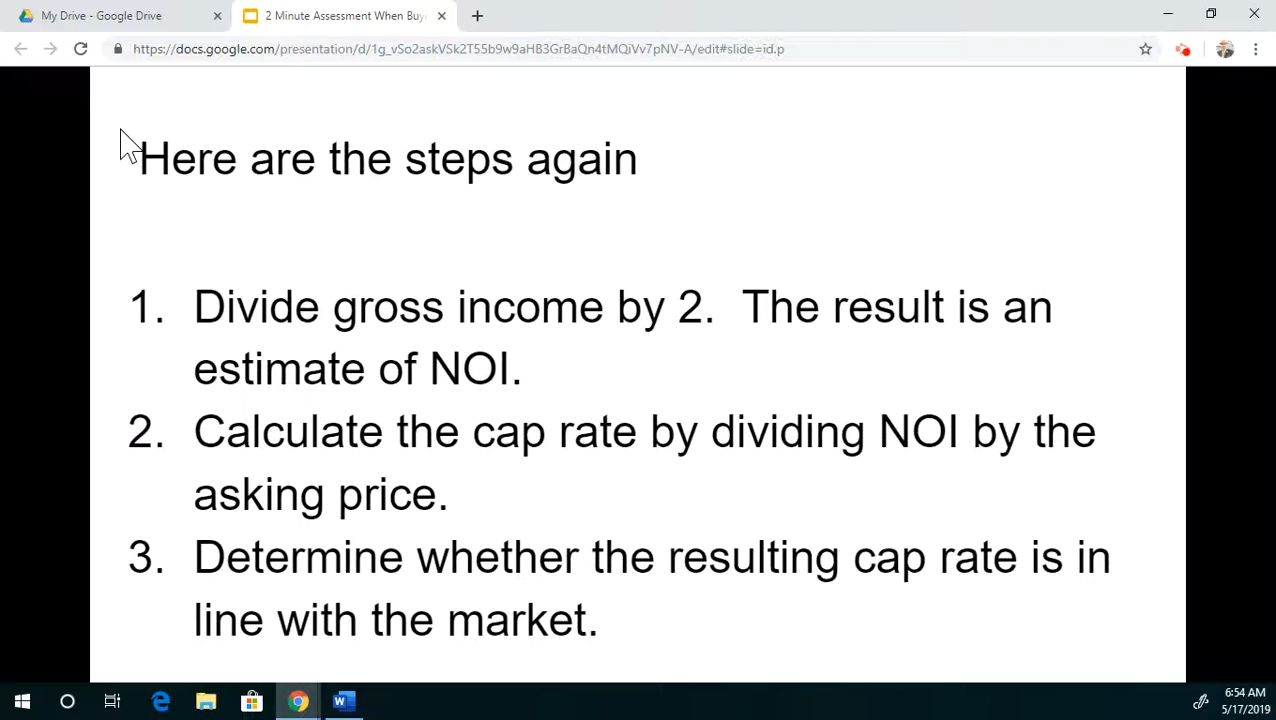 My Drive - Google Drive
2 Minute Assessment When Buy
https://docs.google.com/presentation/d/1g_vSo2askVSk2T55b9w9aHB3GrBaQn4tMQiVv7pNV-A/edit#slide=id.p
Here are the steps again
1. Divide gross income by 2. The result is an
estimate of NOI.
2. Calculate the cap rate by dividing NOI by the
asking price.
3. Determine whether the resulting cap rate is in
line with the market.
6:54 AM
5/17/2019